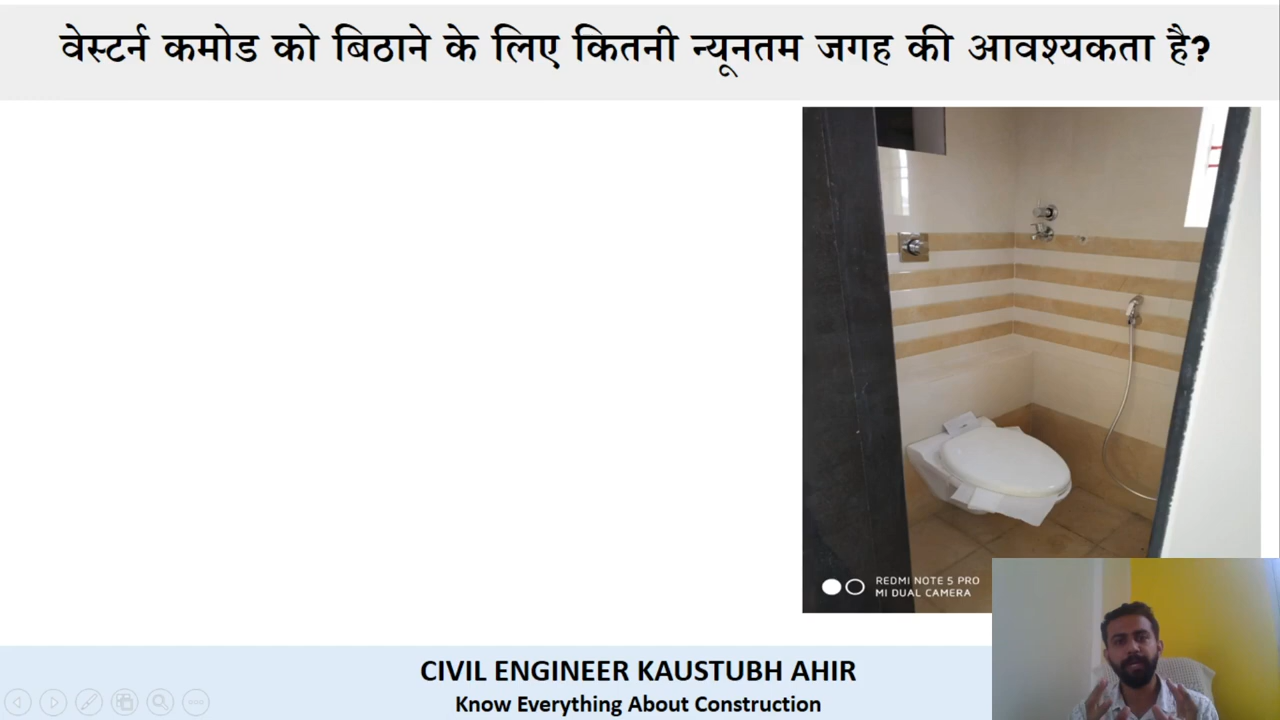 वेस्टर्न कमोड को बिठाने के लिए कितनी न्यूनतम जगह की आवश्यकता है?
REDMI NOTE 5 PRO
MI DUAL CAMERA
CIVIL ENGINEER KAUSTUBH AHIR
Know Everything About Construction